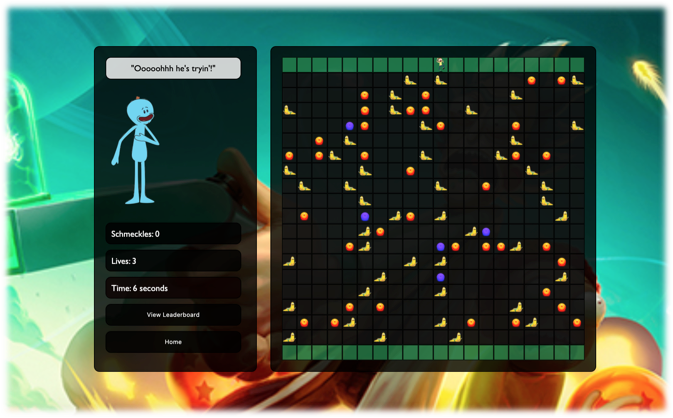 "Ooooohhh he's tryin'!"
Schmeckles: 0
Lives: 3
Time: 6 seconds
View Leaderboard
Home